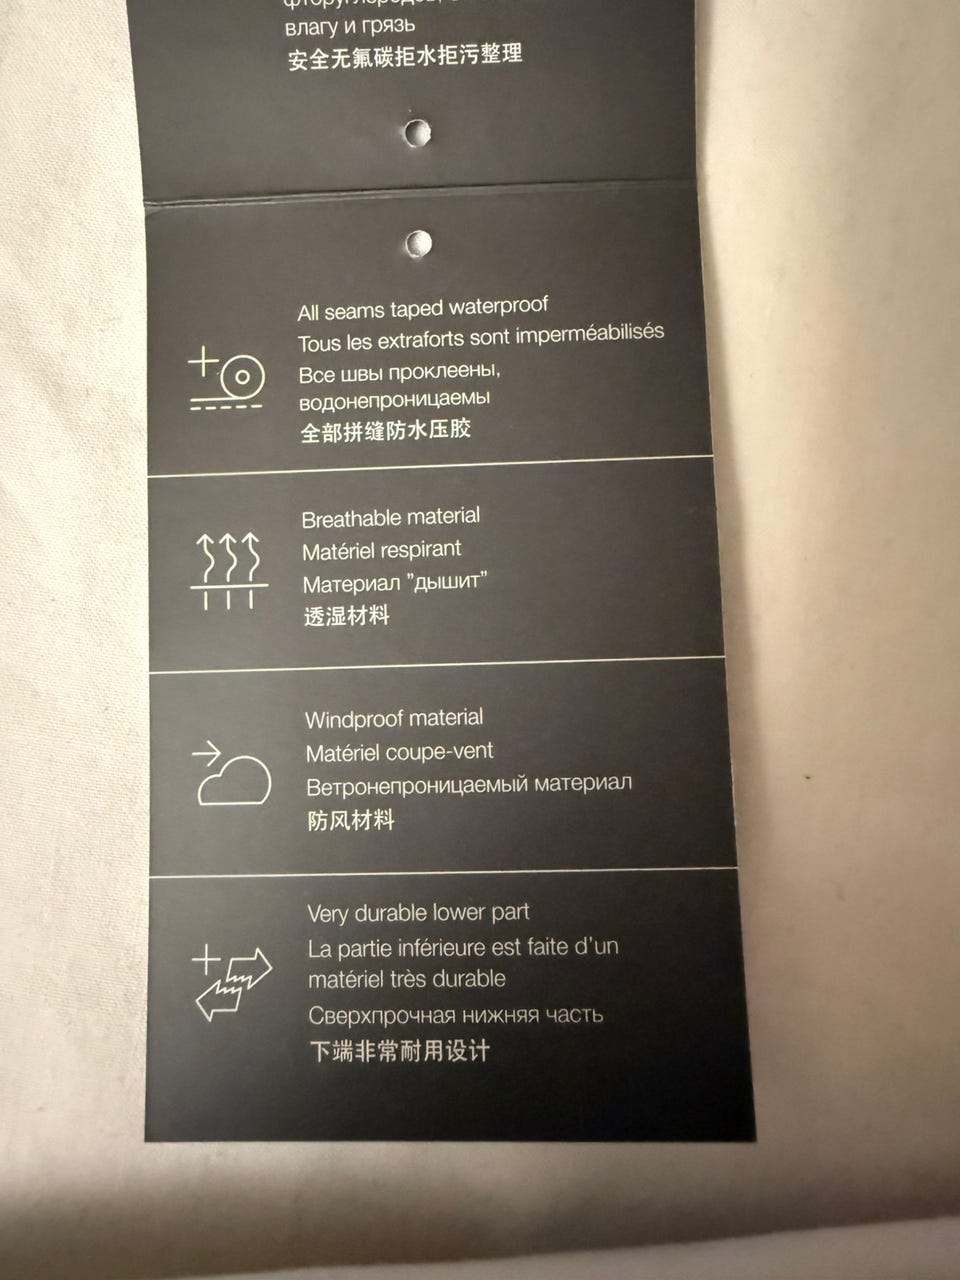 влагу и грязь
安全无氟碳拒水拒污整理
All seams taped waterproof
Tous les extraforts sont imperméabilisés
Все швы проклеены,
водонепроницаемы
全部拼缝防水压胶
Breathable material
Matériel respirant
Материал ”дышит”
透湿材料
Windproof material
Matériel coupe-vent
Ветронепроницаемый материал
防风材料
Very durable lower part
La partie inférieure est faite d'un
matériel très durable
Сверхпрочная нижняя часть
下端非常耐用设计